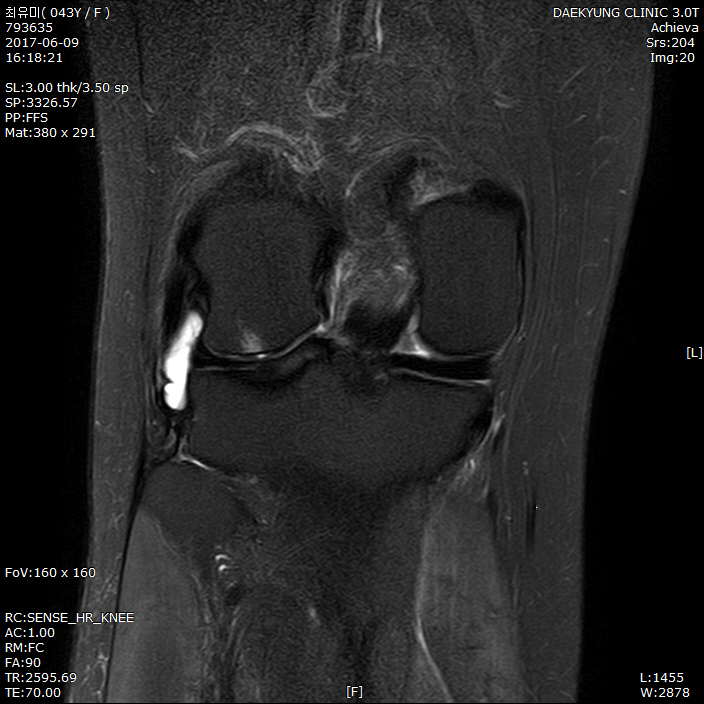 최유미( 043Y / F )
793635
2017-06-09
16:18:21
SL:3.00 thk/3.50 sp
SP:3326.57
PP:FFS
Mat:380 x 291
DAEKYUNG CLINIC 3.0T
Achieva
Srs:204
Img:20
[L]
FoV:160 x 160
RC:SENSE_HR_KNEE
AC:1.00
RM:FC
FA:90
TR:2595.69
TE:70.00
[F]
L:1455
W:2878